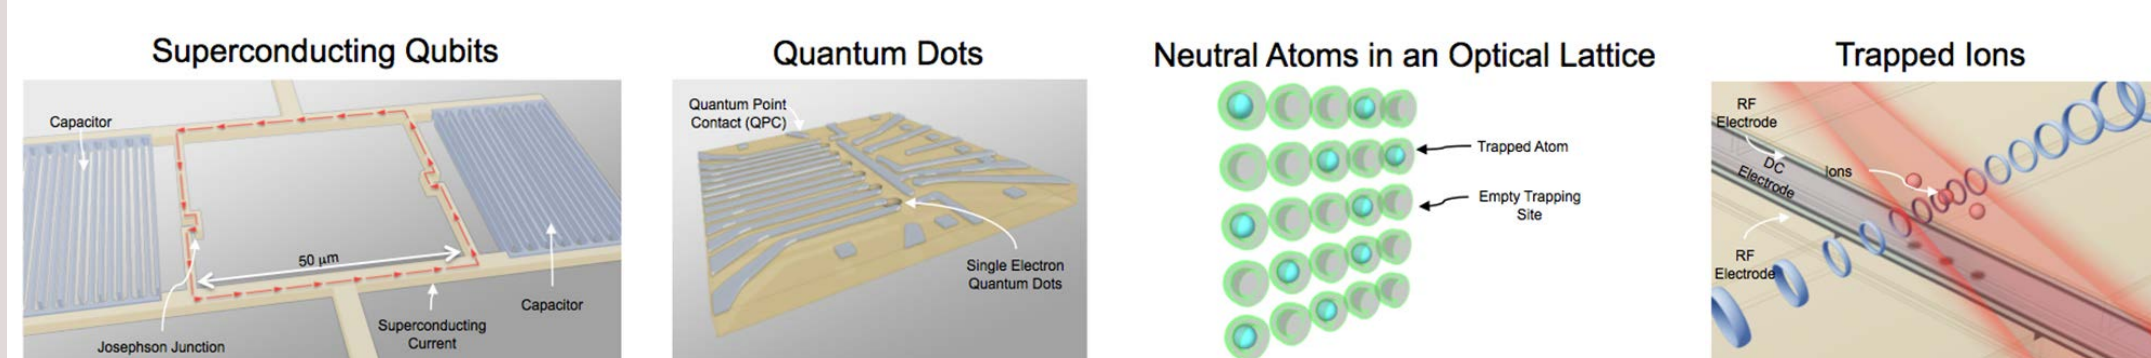 Superconducting Qubits
Capacitor
50 μm
Capacitor
Superconducting
Current
Josephson Junction
Quantum Dots
Quantum Point
Contact (QPC)
Single Electron
Quantum Dots
Neutral Atoms in an Optical Lattice
Trapped Atom
Empty Trapping
Site
Trapped Ions
RF
Electrode
DC
Electrode
Ions
RF
Electrode